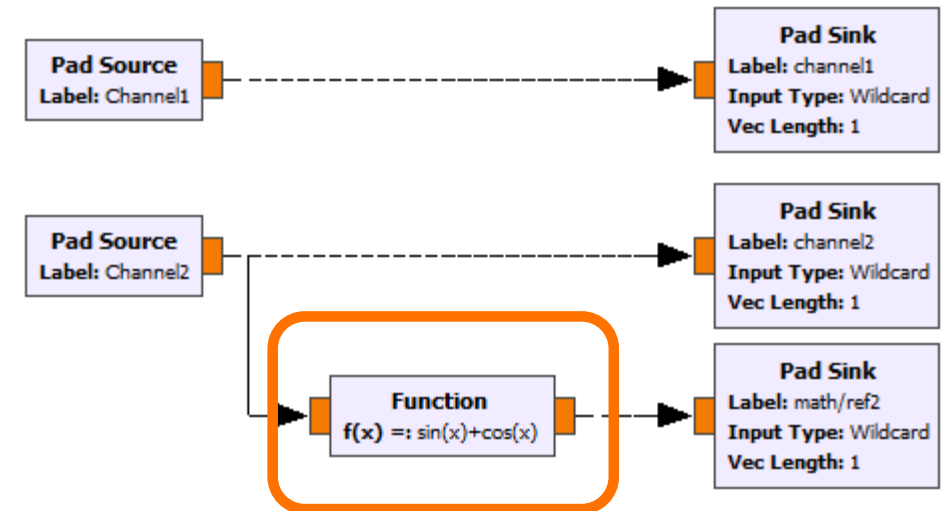 Pad Source
Label: Channel1
Pad Sink
Label: channel1
Input Type: Wildcard
Vec Length: 1
Pad Source
Label: Channel2
Pad Sink
Label: channel2
Input Type: Wildcard
Vec Length: 1
Function
f(x) =: sin(x)+cos(x)
Pad Sink
Label: math/ref2
Input Type: Wildcard
Vec Length: 1